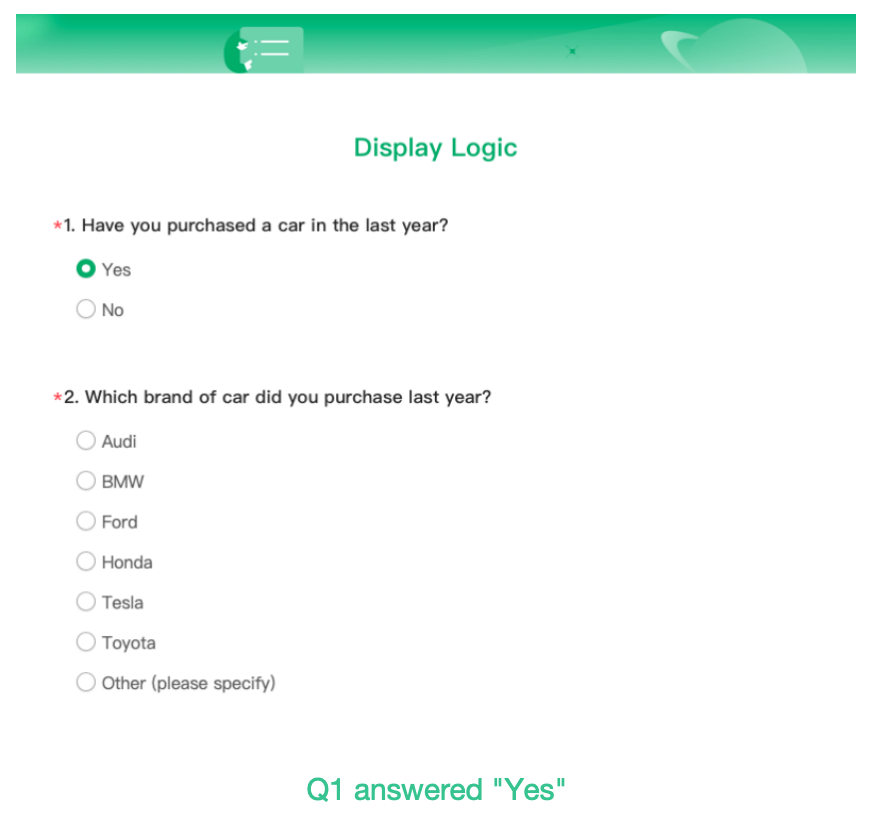 Display Logic
*1. Have you purchased a car in the last year?
Yes
No
*2. Which brand of car did you purchase last year?
Audi
BMW
Ford
Honda
Tesla
Toyota
Other (please specify)
Q1 answered "Yes"